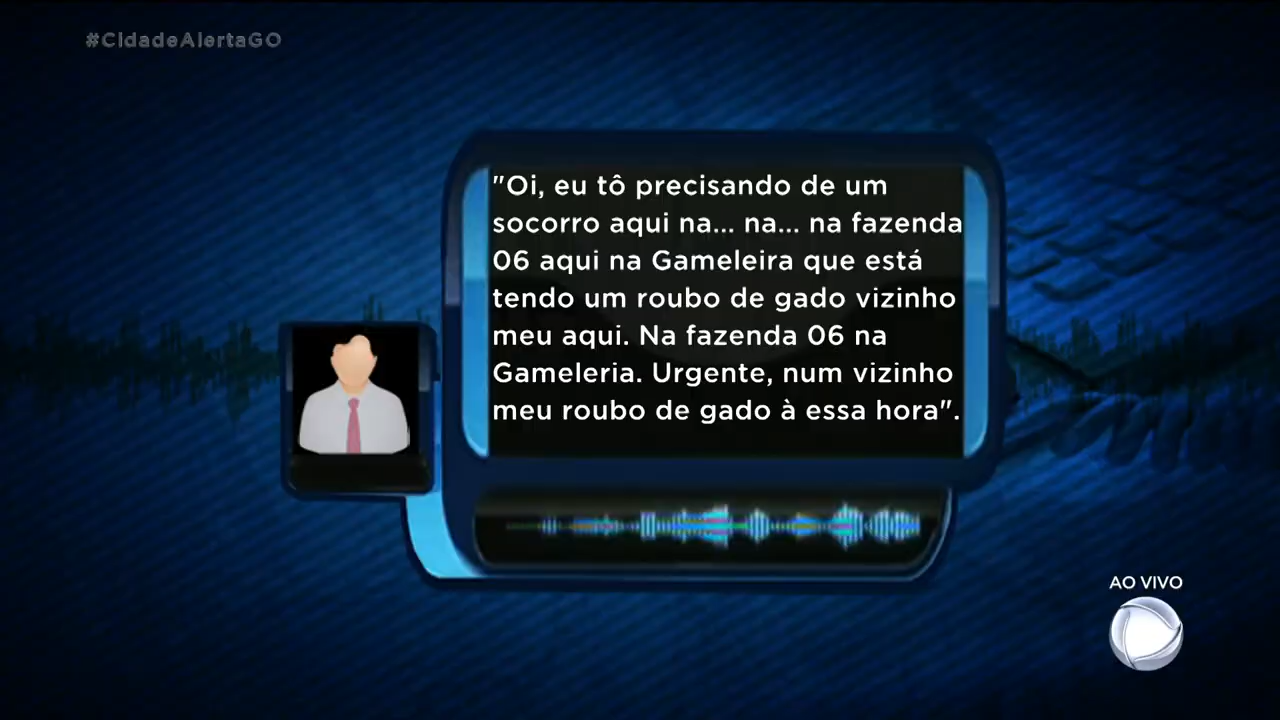 #CidadeAlertaGO
"Oi, eu tô precisando de um
socorro aqui na... na... na fazenda
06 aqui na Gameleira que está
tendo um roubo de gado vizinho
meu aqui. Na fazenda 06 na
Gameleria. Urgente, num vizinho
meu roubo de gado à essa hora".
AO VIVO